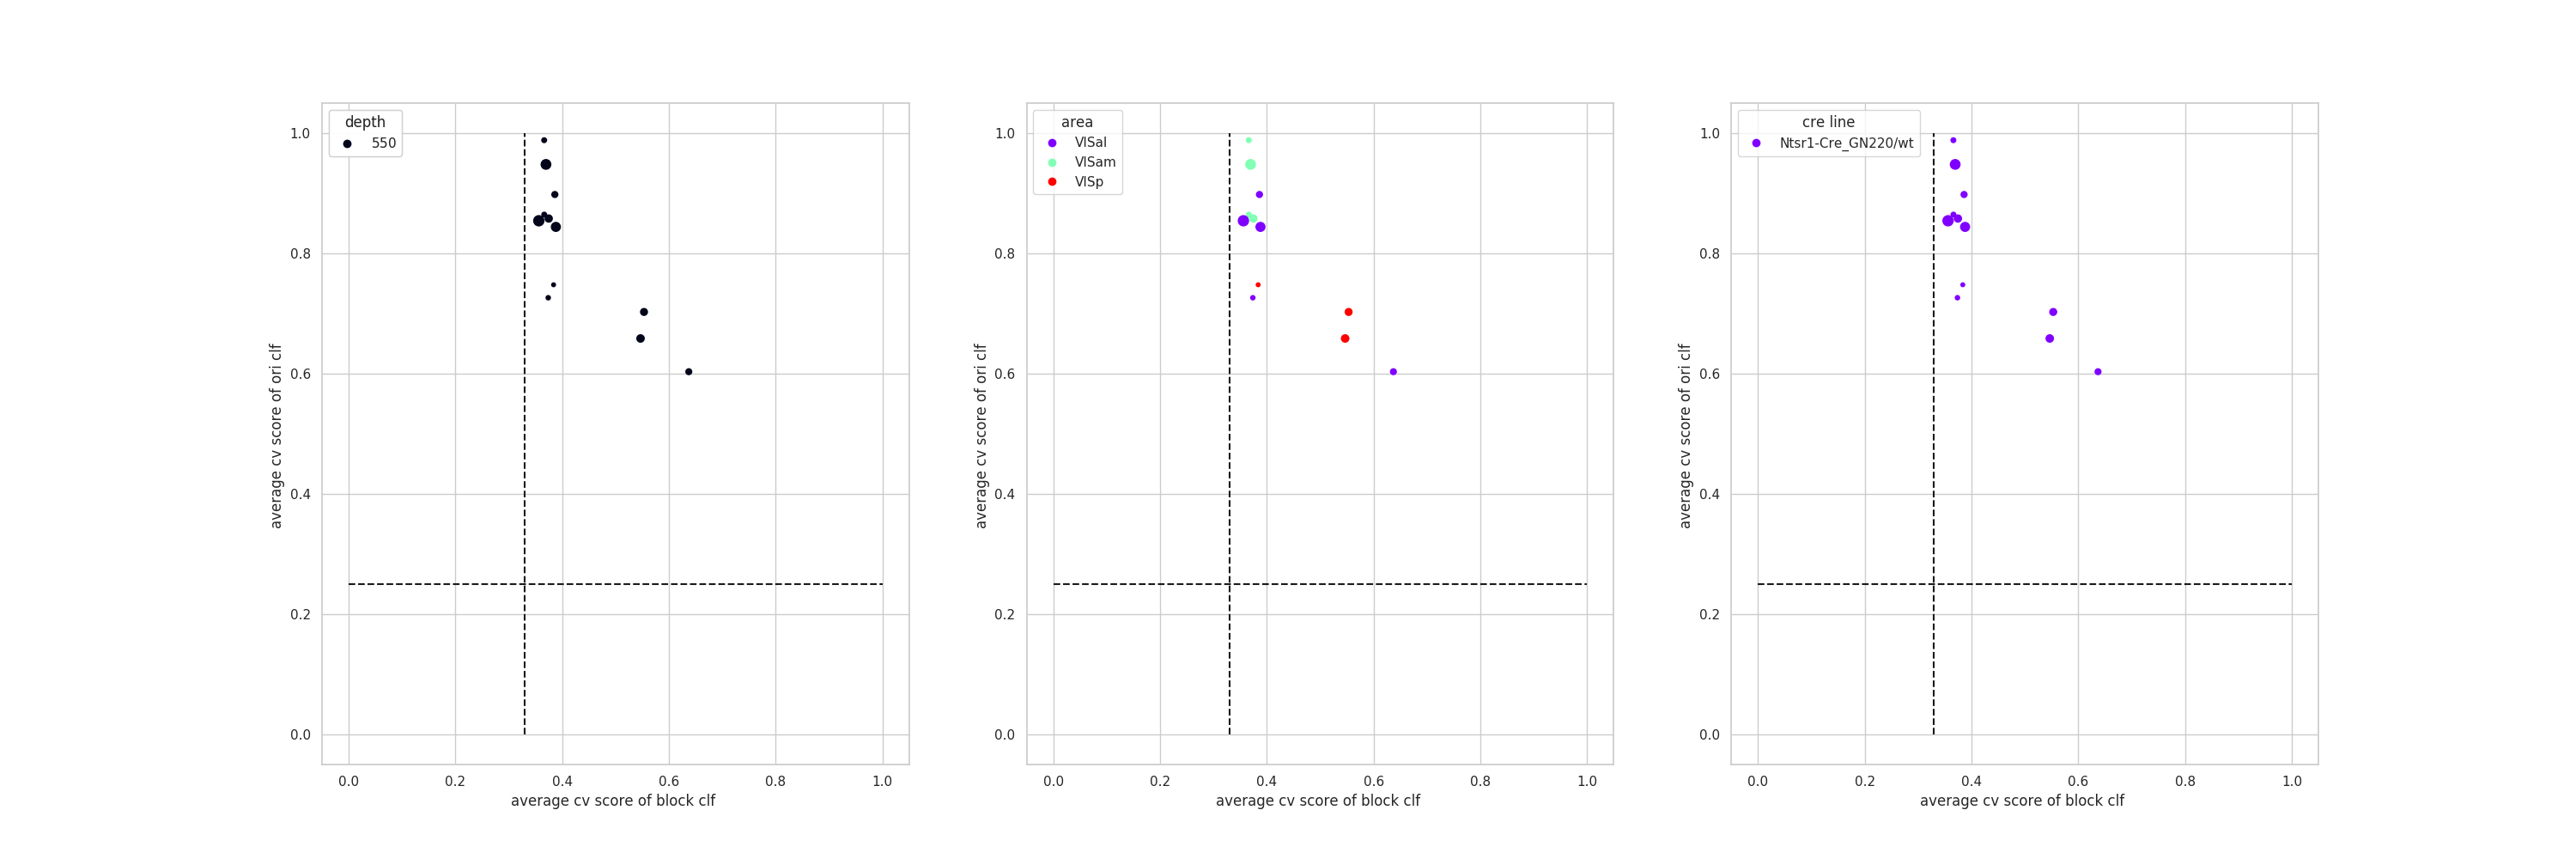 depth
550
1.0
0.8
0.6
0.4
0.2
0.0
average cv score of ori clf
0.0 0.2 0.4 0.6 0.8 1.0
average cv score of block clf
area
VISal
VISam
VISp
1.0
0.8
0.6
0.4
0.2
0.0
average cv score of ori clf
0.0 0.2 0.4 0.6 0.8 1.0
average cv score of block clf
cre line
Ntsr1-Cre_GN220/wt
1.0
0.8
0.6
0.4
0.2
0.0
average cv score of ori clf
0.0 0.2 0.4 0.6 0.8 1.0
average cv score of block clf